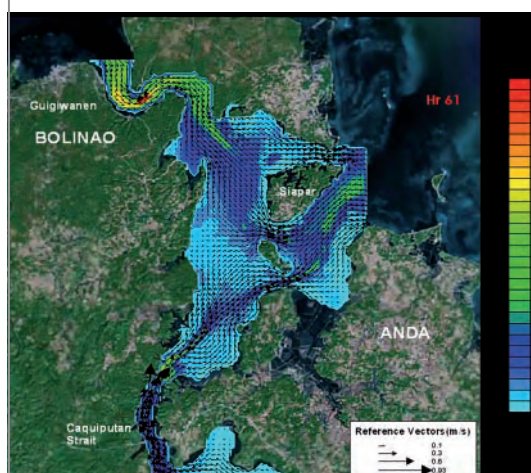 Guigiwanen
BOLINAO
Hr 61
Siapar
ANDA
Caquiputan
Strait
Reference Vectors(m/s)
0.1
0.3
0.6